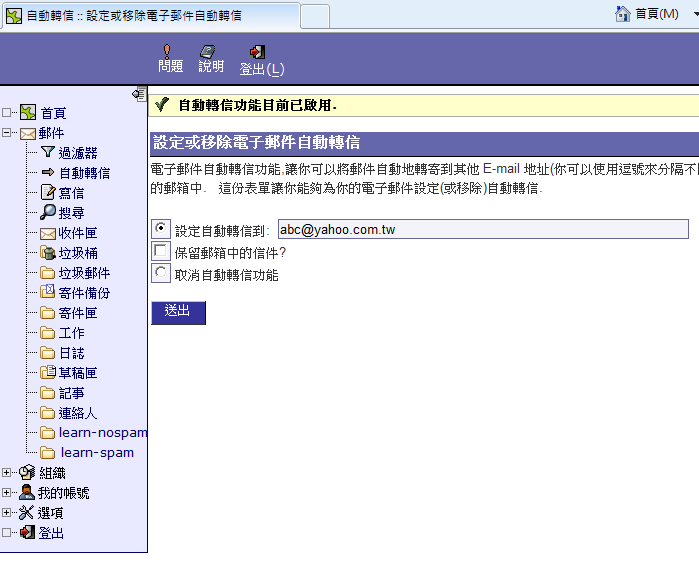 自動轉信 :: 設定或移除電子郵件自動轉信
首頁(M)
問題 說明 登出(L)
自動轉信功能目前已啟用.
設定或移除電子郵件自動轉信
電子郵件自動轉信功能,讓你可以將郵件自動地轉寄到其他 E-mail 地址(你可以使用逗號來分隔不
的郵箱中. 這份表單讓你能夠為你的電子郵件設定(或移除)自動轉信.
設定自動轉信到: abc@yahoo.com.tw
保留郵箱中的信件?
取消自動轉信功能
送出
首頁
郵件
過濾器
自動轉信
寫信
搜尋
收件匣
垃圾桶
垃圾郵件
寄件備份
寄件匣
工作
日誌
草稿匣
記事
連絡人
learn-nospam
learn-spam
組織
我的帳號
選項
登出